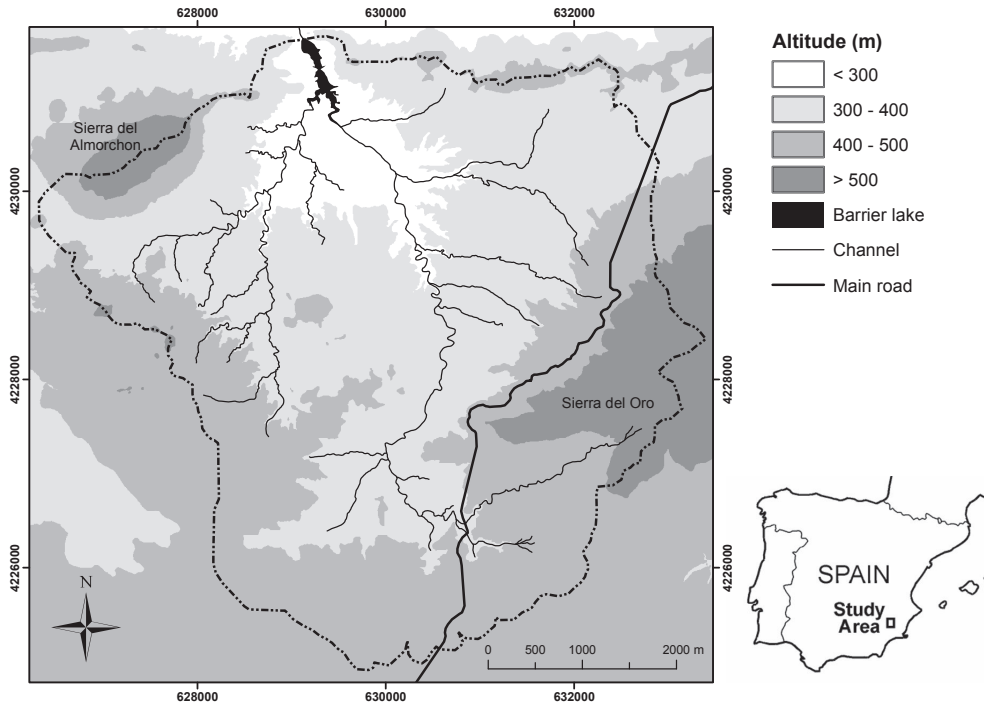 628000
630000
632000
Altitude (m)
< 300
300 - 400
400 - 500
> 500
Barrier lake
Channel
Main road
Sierra del
Almorchon
4230000
4230000
4228000
4228000
Sierra del Oro
4226000
4226000
N
0
500
1000
2000 m
628000
630000
632000
SPAIN
Study
Area